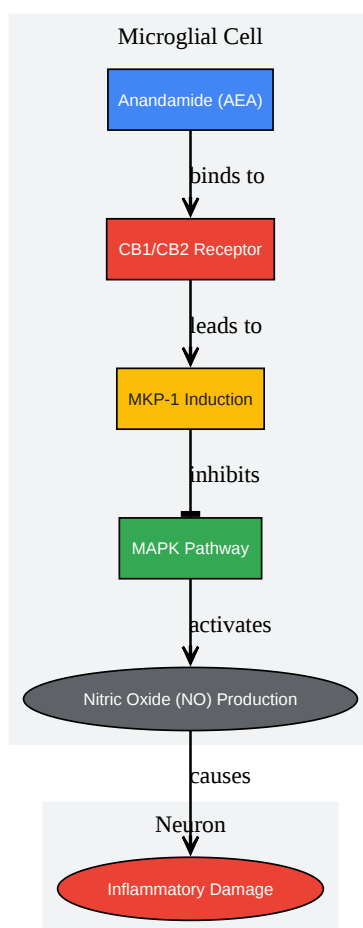 Microglial Cell
Anandamide (AEA)
binds to
CB1/CB2 Receptor
leads to
MKP-1 Induction
inhibits
MAPK Pathway
activates
Nitric Oxide (NO) Production
causes
Neuron
Inflammatory Damage